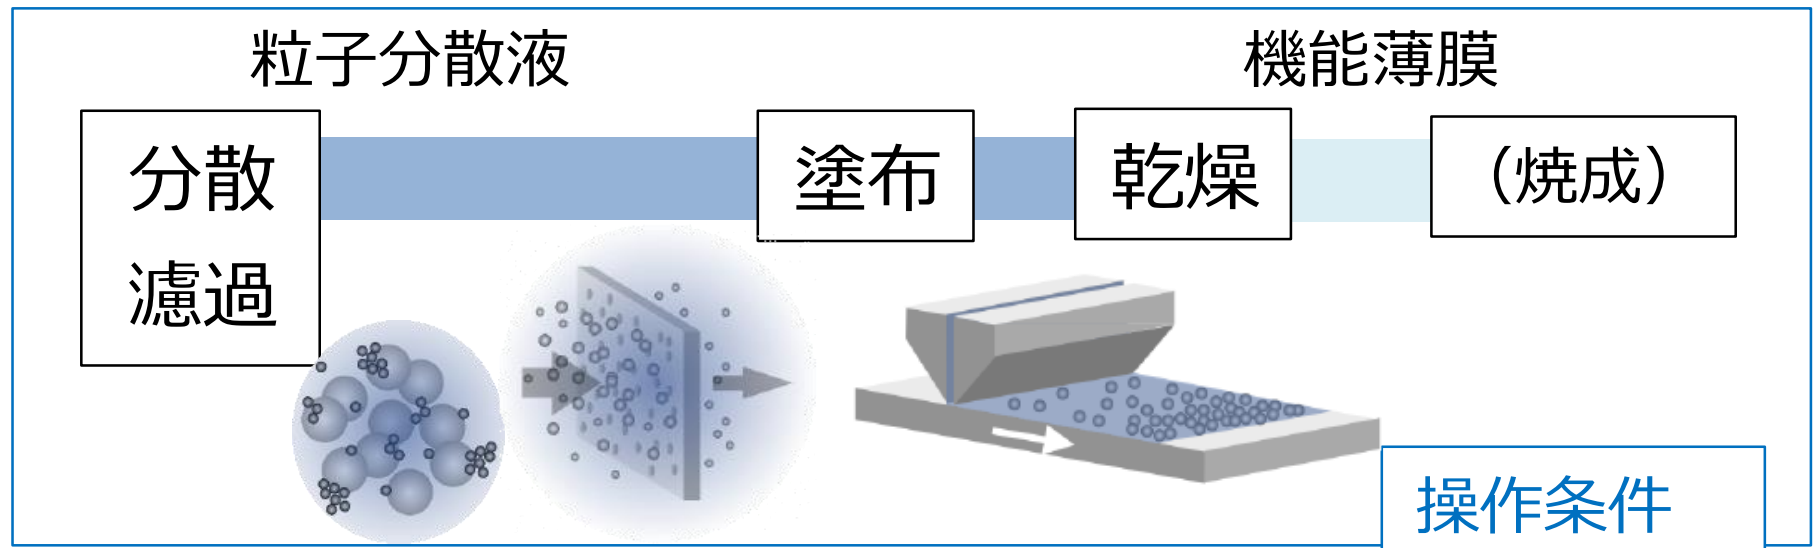 粒子分散液
機能薄膜
分散
濾過
塗布
乾燥
（焼成）
操作条件